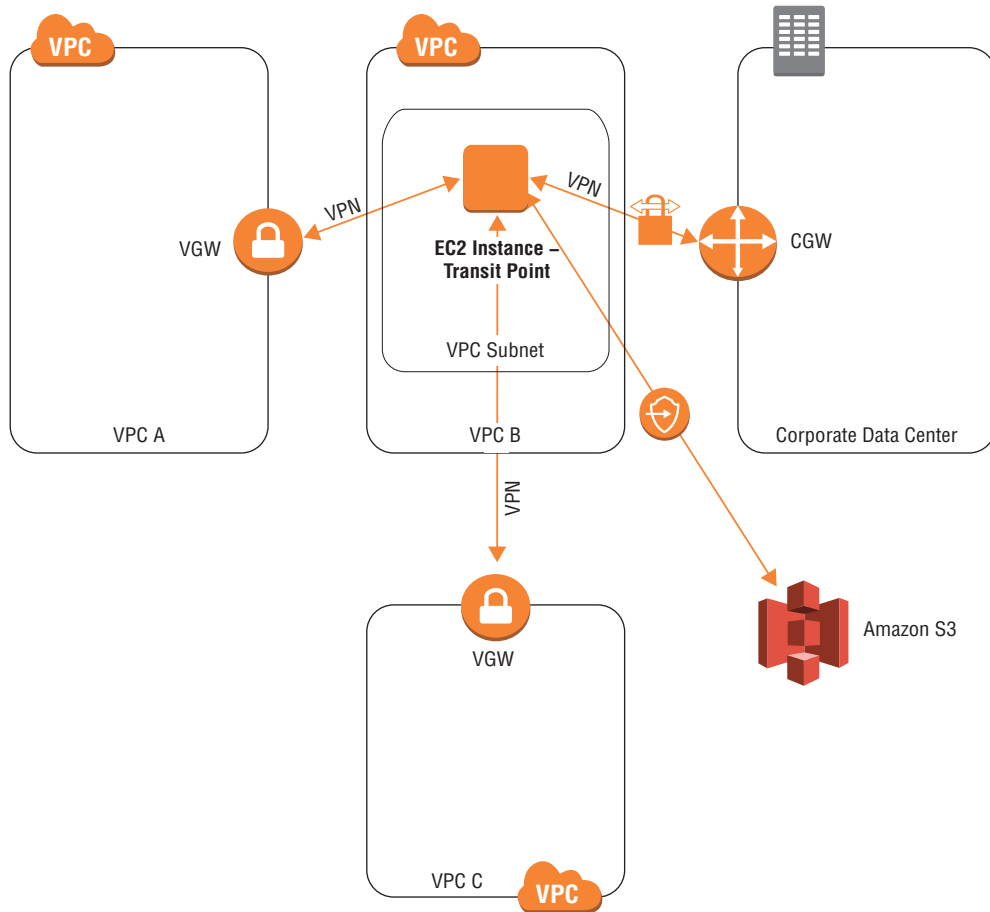 VPC
VPC
VPN
VPN
VGW
EC2 Instance –
Transit Point
CGW
VPC Subnet
VPC A
VPC B
Corporate Data Center
VPN
Amazon S3
VGW
VPC C
VPC